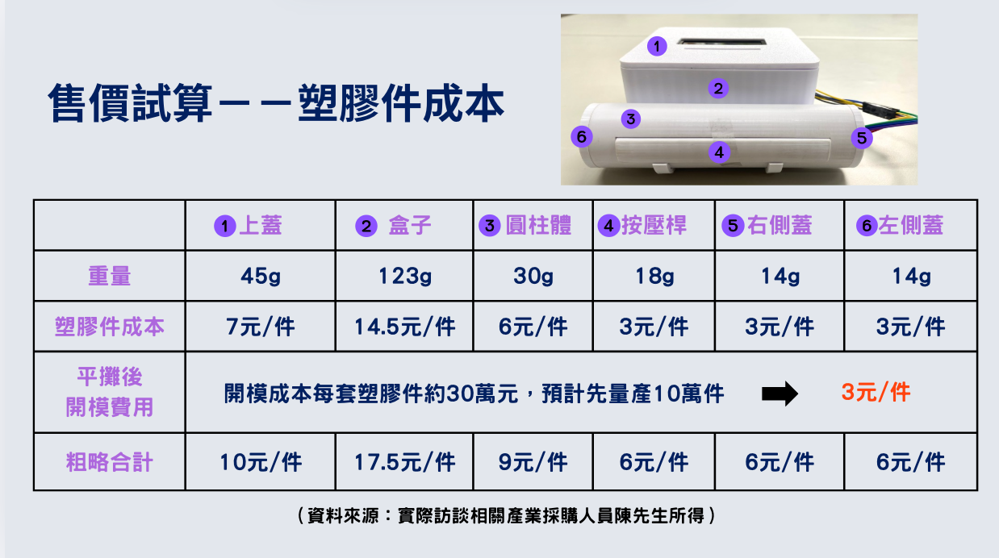 售價試算－－塑膠件成本
1
2
3
6
5
4
1 上蓋 2 盒子 3 圓柱體 4 按壓桿 5 右側蓋 6 左側蓋
重量 45g 123g 30g 18g 14g 14g
塑膠件成本 7元/件 14.5元/件 6元/件 3元/件 3元/件 3元/件
平攤後
開模費用 開模成本每套塑膠件約30萬元，預計先量產10萬件 3元/件
粗略合計 10元/件 17.5元/件 9元/件 6元/件 6元/件 6元/件
（資料來源：實際訪談相關產業採購人員陳先生所得）